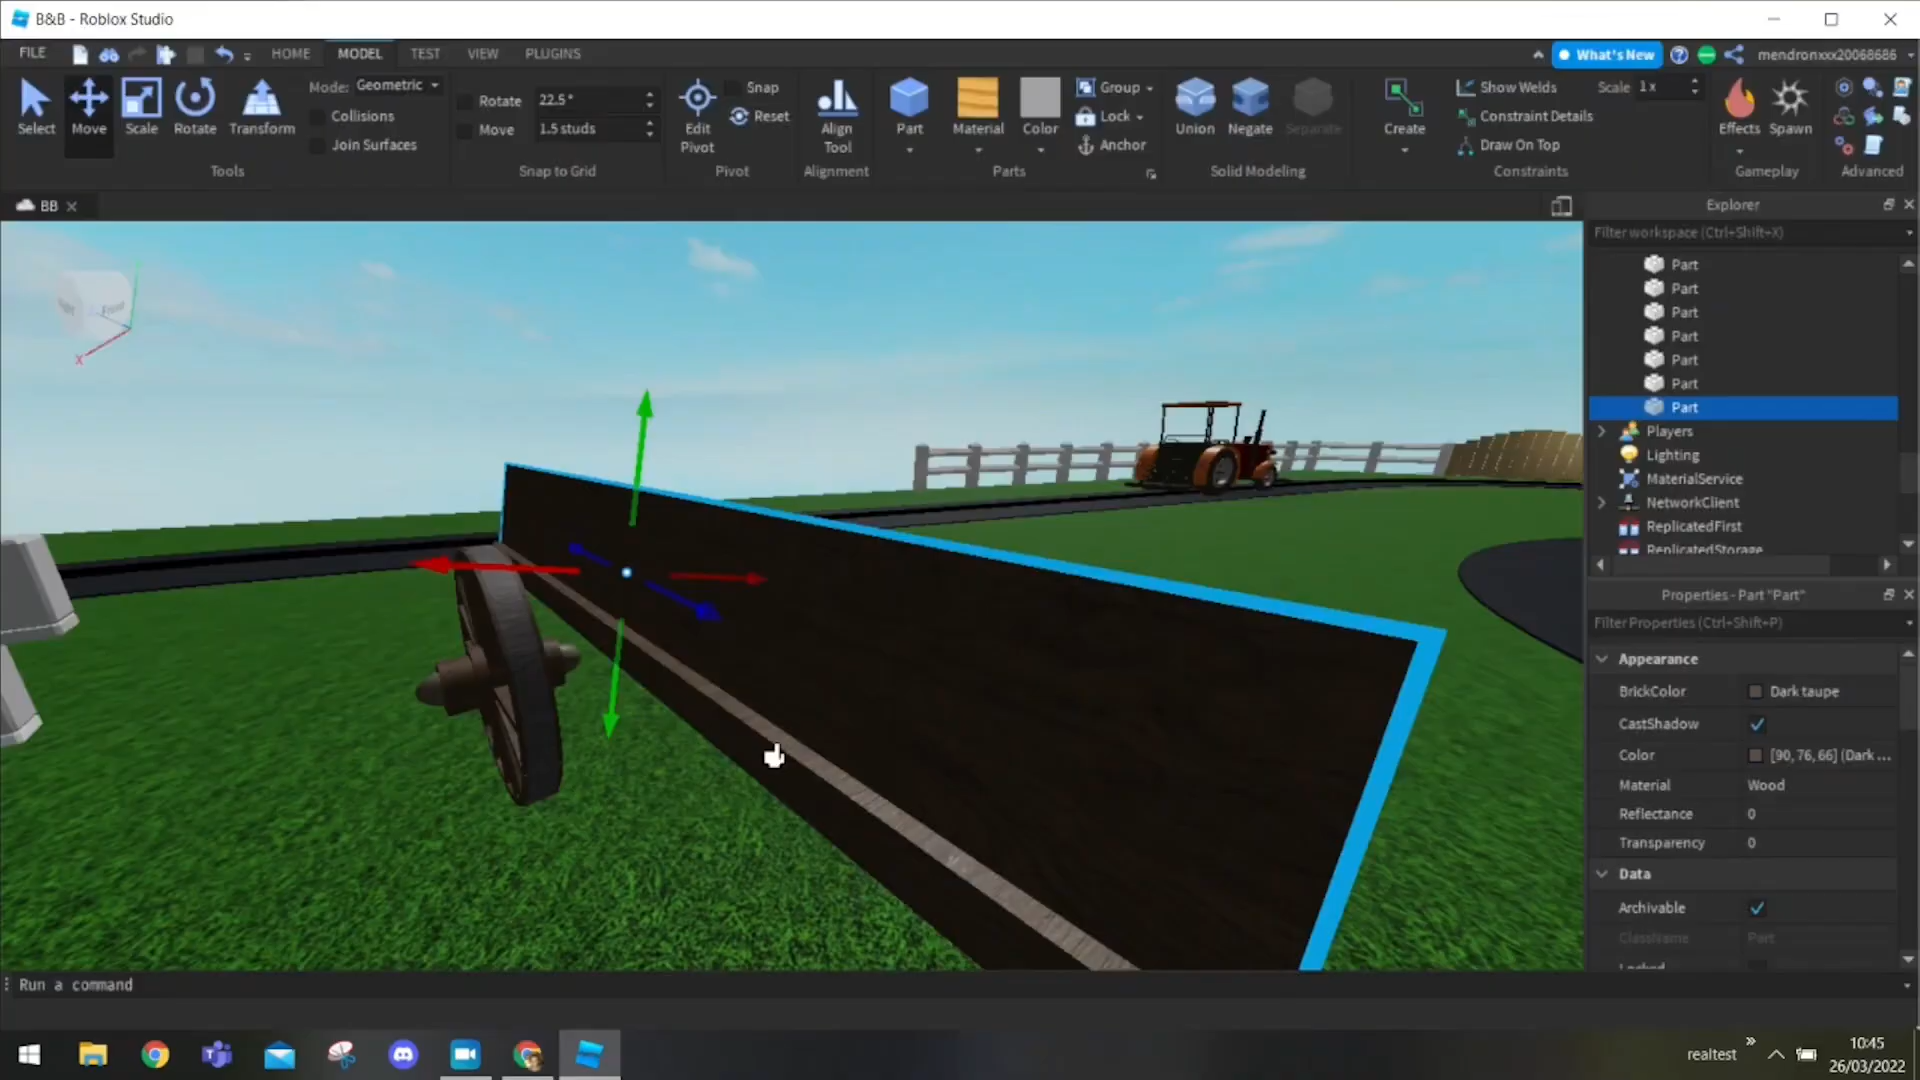 B&B - Roblox Studio
FILE HOME MODEL TEST VIEW PLUGINS What's New mendronxxx20068686
Select Move Scale Rotate Transform
Mode: Geometric
Collisions
Join Surfaces
Tools
Rotate 22.5°
Move 1.5 studs
Snap to Grid
Edit Pivot
Snap
Reset
Pivot
Align Tool
Alignment
Part Material Color
Group
Lock
Anchor
Parts
Union Negate Separate
Solid Modeling
Create
Show Welds Scale 1 x
Constraint Details
Draw On Top
Constraints
Effects Spawn
Gameplay
Advanced
BB
Front
X
Explorer
Filter workspace (Ctrl+Shift+X)
Part
Part
Part
Part
Part
Part
Part
Players
Lighting
MaterialService
NetworkClient
ReplicatedFirst
ReplicatedStorage
Properties - Part "Part"
Filter Properties (Ctrl+Shift+P)
Appearance
BrickColor Dark taupe
CastShadow
Color [90, 76, 66] (Dark ...
Material Wood
Reflectance 0
Transparency 0
Data
Archivable
ClassName Part
Locked
Run a command
realtest
10:45
26/03/2022